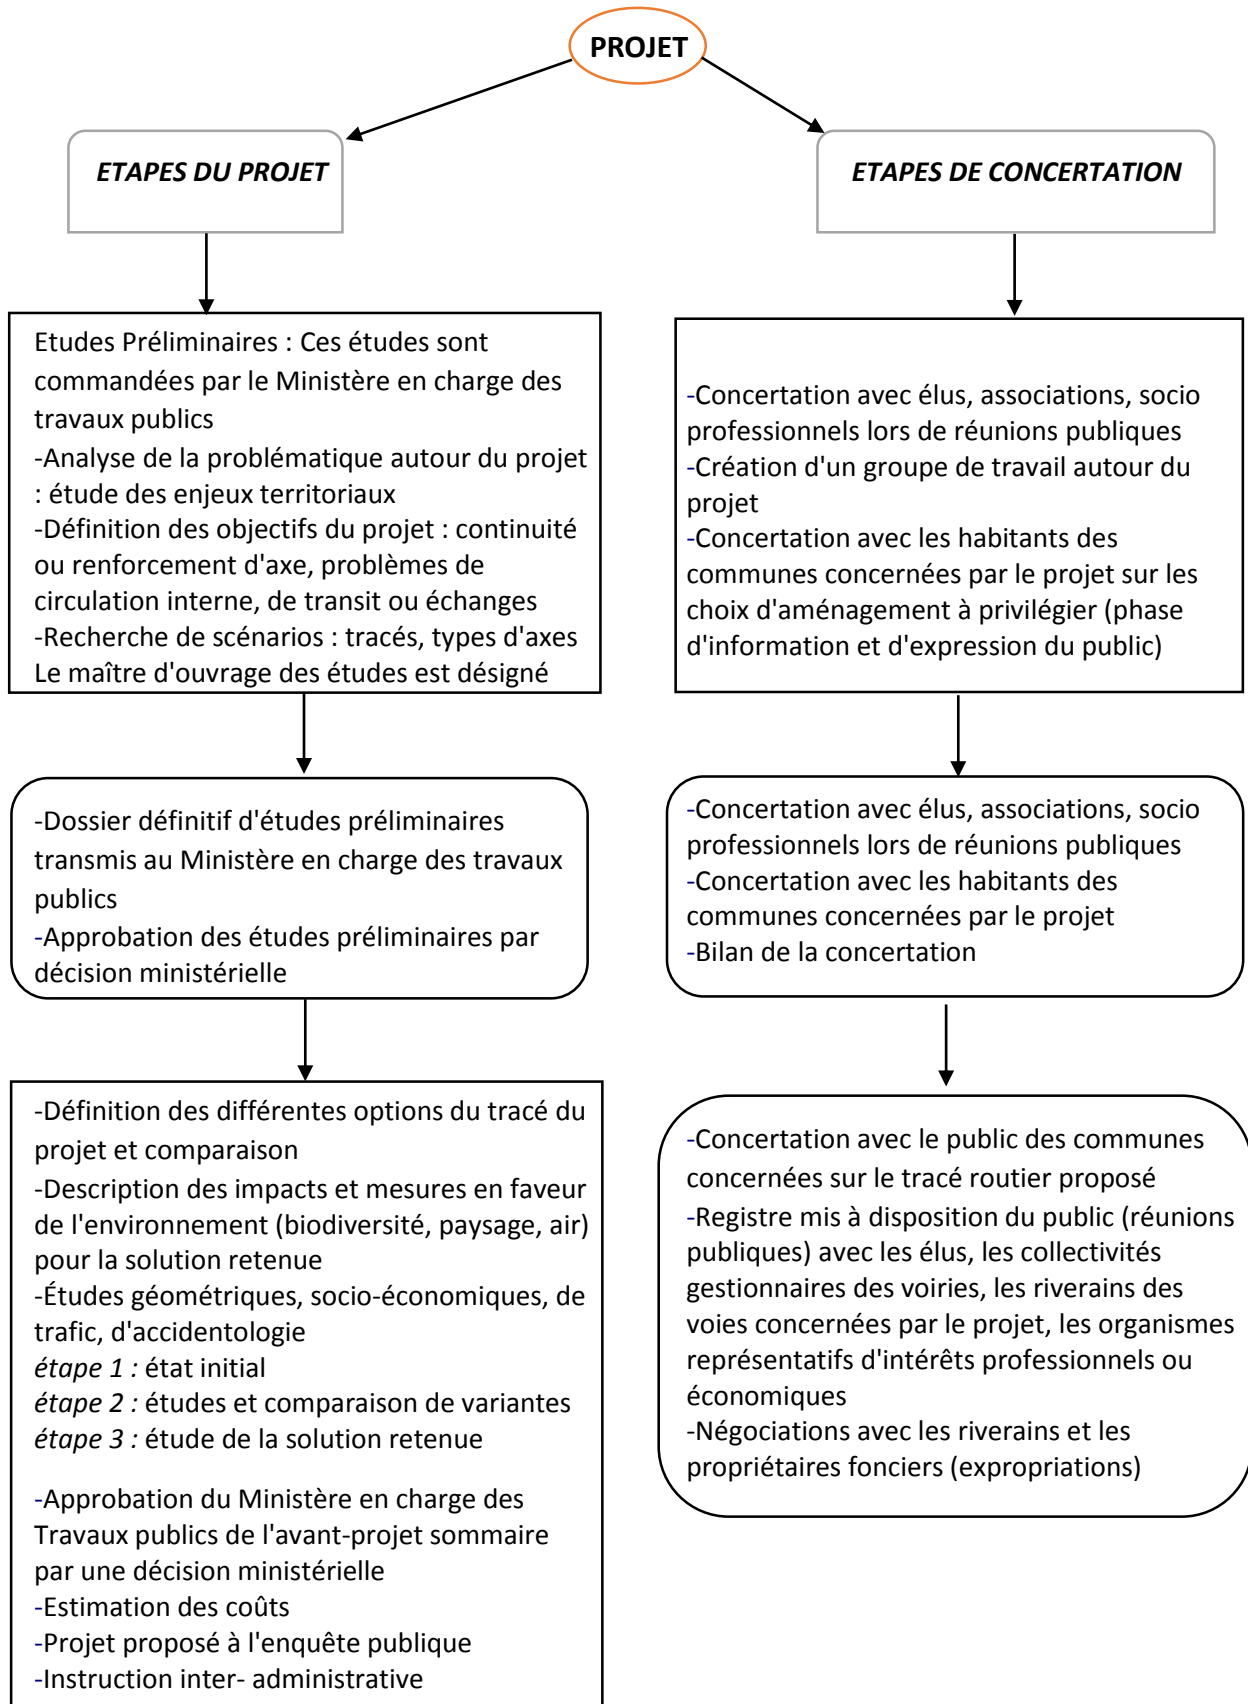 PROJET
ETAPES DU PROJET
ETAPES DE CONCERTATION
Etudes Préliminaires : Ces études sont
commandées par le Ministère en charge des
travaux publics
-Analyse de la problématique autour du projet
: étude des enjeux territoriaux
-Définition des objectifs du projet : continuité
ou renforcement d'axe, problèmes de
circulation interne, de transit ou échanges
-Recherche de scénarios : tracés, types d'axes
Le maître d'ouvrage des études est désigné
-Dossier définitif d'études préliminaires
transmis au Ministère en charge des travaux
publics
-Approbation des études préliminaires par
décision ministérielle
-Définition des différentes options du tracé du
projet et comparaison
-Description des impacts et mesures en faveur
de l'environnement (biodiversité, paysage, air)
pour la solution retenue
-Études géométriques, socio-économiques, de
trafic, d'accidentologie
étape 1 : état initial
étape 2 : études et comparaison de variantes
étape 3 : étude de la solution retenue
-Approbation du Ministère en charge des
Travaux publics de l'avant-projet sommaire
par une décision ministérielle
-Estimation des coûts
-Projet proposé à l'enquête publique
-Instruction inter- administrative
-Concertation avec élus, associations, socio
professionnels lors de réunions publiques
-Création d'un groupe de travail autour du
projet
-Concertation avec les habitants des
communes concernées par le projet sur les
choix d'aménagement à privilégier (phase
d'information et d'expression du public)
-Concertation avec élus, associations, socio
professionnels lors de réunions publiques
-Concertation avec les habitants des
communes concernées par le projet
-Bilan de la concertation
-Concertation avec le public des communes
concernées sur le tracé routier proposé
-Registre mis à disposition du public (réunions
publiques) avec les élus, les collectivités
gestionnaires des voiries, les riverains des
voies concernées par le projet, les organismes
représentatifs d'intérêts professionnels ou
économiques
-Négociations avec les riverains et les
propriétaires fonciers (expropriations)